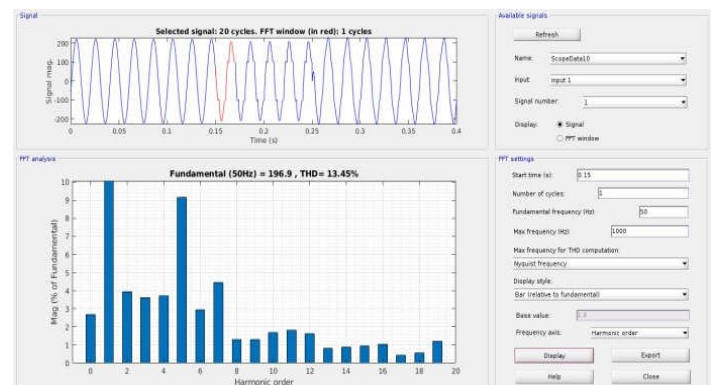 Signal
Selected signal: 20 cycles. FFT window (in red): 1 cycles
200
100
0
-100
-200
Signal mag.
0 0.05 0.1 0.15 0.2 0.25 0.3 0.35 0.4
Time (s)
FFT analysis
Fundamental (50Hz) = 196.9 , THD= 13.45%
10
9
8
7
6
5
4
3
2
1
0
Mag (% of Fundamental)
0 2 4 6 8 10 12 14 16 18 20
Harmonic order
Available signals
Refresh
Name: ScopeData10
Input: input 1
Signal number: 1
Display: Signal
FFT window
FFT settings
Start time (s): 0.15
Number of cycles: 1
Fundamental frequency (Hz) 50
Max frequency (Hz) 1000
Max frequency for THD computation:
Nyquist frequency
Display style:
Bar (relative to fundamental)
Base value:
Frequency axis: Harmonic order
Display Export
Help Close